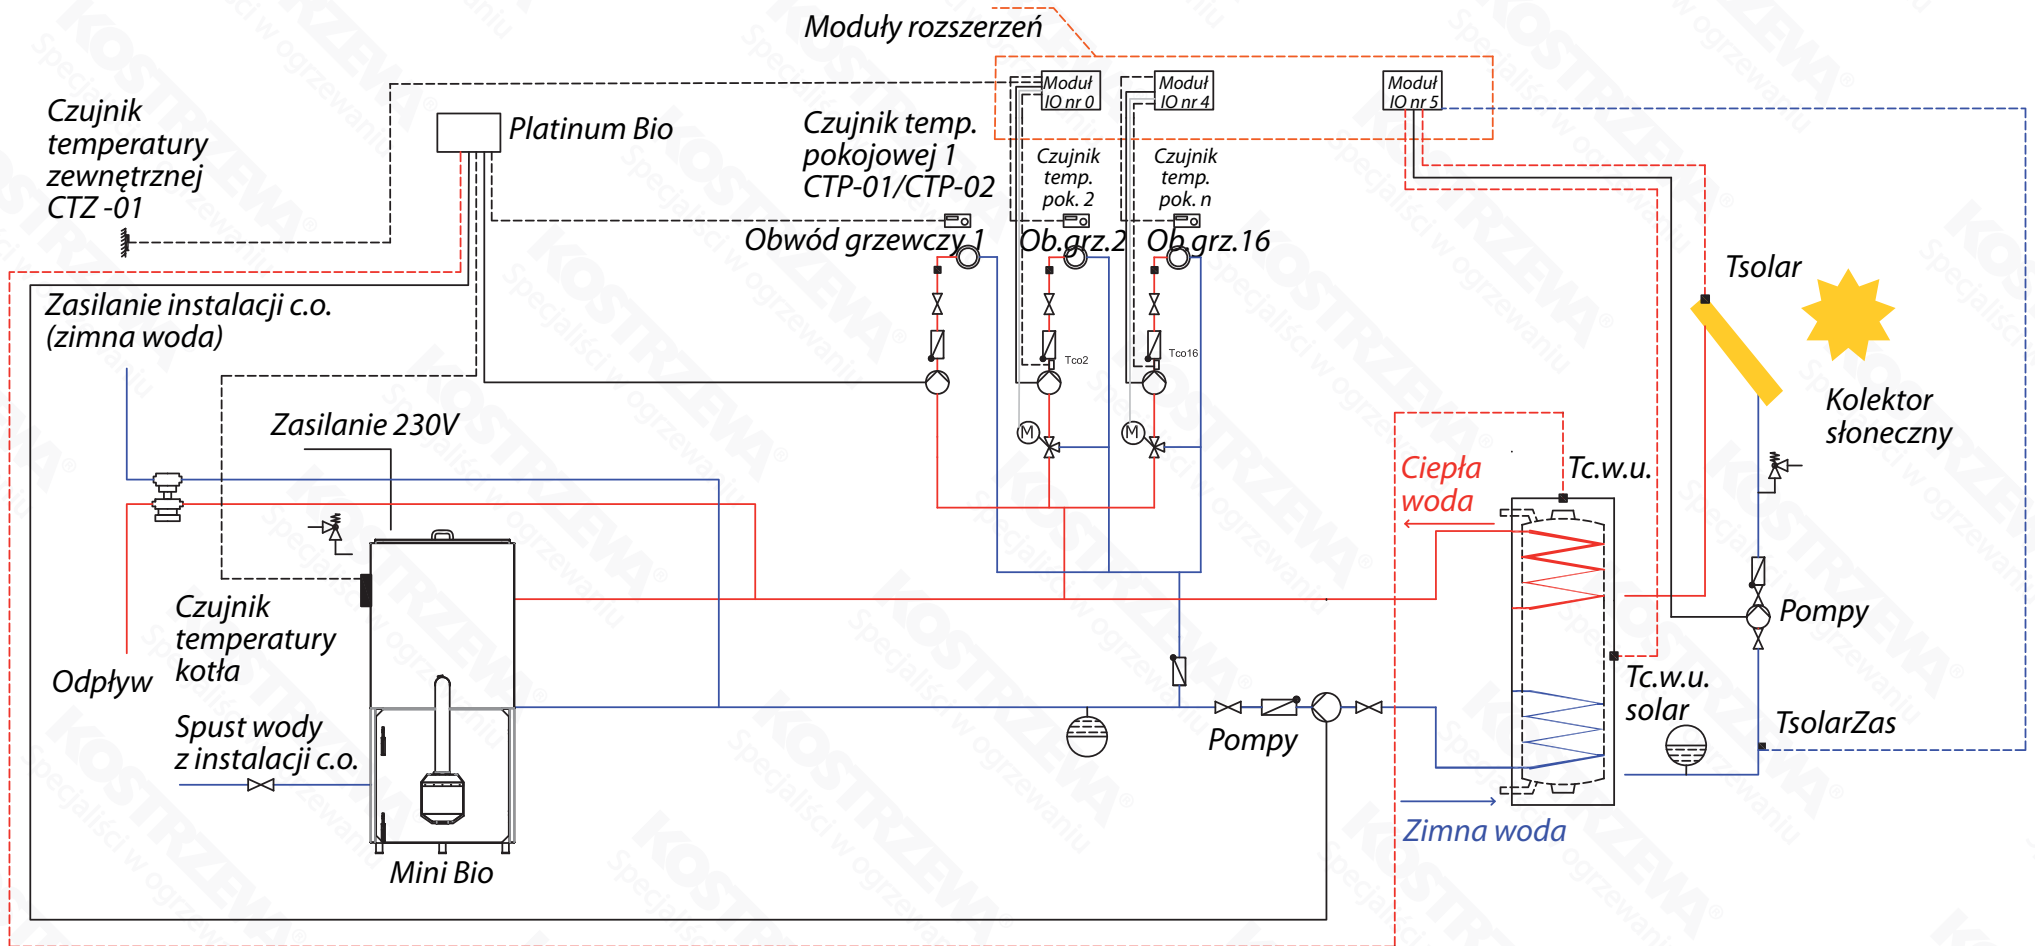 Moduły rozszerzeń
Moduł
IO nr 0
Moduł
IO nr 4
Moduł
IO nr 5
Czujnik
temperatury
zewnętrznej
CTZ -01
Platinum Bio
Czujnik temp.
pokojowej 1
CTP-01/CTP-02
Czujnik
temp.
pok. 2
Czujnik
temp.
pok. n
Obwód grzewczy 1
Ob.grz.2
Ob.grz.16
Tsolar
Zasilanie instalacji c.o.
(zimna woda)
Tco2
Tco16
Kolektor
słoneczny
Zasilanie 230V
M
M
Ciepła
woda
Tc.w.u.
Czujnik
temperatury
kotła
Odpływ
Pompy
Tc.w.u.
solar
TsolarZas
Spust wody
z instalacji c.o.
Pompy
Zimna woda
Mini Bio
KOSTRZEWA®
Specjaliści w ogrzewaniu